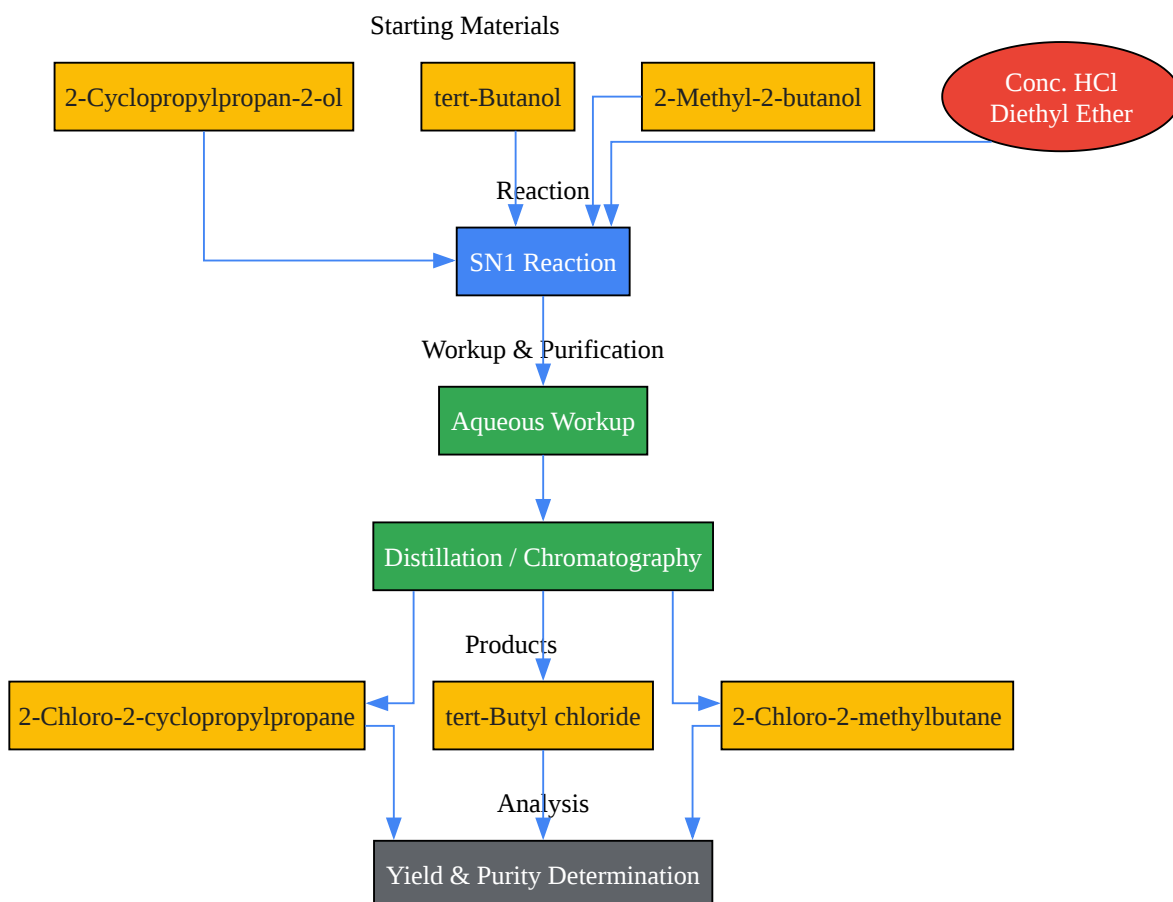 Starting Materials
2-Cyclopropylpropan-2-ol
tert-Butanol
2-Methyl-2-butanol
Conc. HCl
Diethyl Ether
Reaction
SN1 Reaction
Workup & Purification
Aqueous Workup
Distillation / Chromatography
Products
2-Chloro-2-cyclopropylpropane
tert-Butyl chloride
2-Chloro-2-methylbutane
Analysis
Yield & Purity Determination